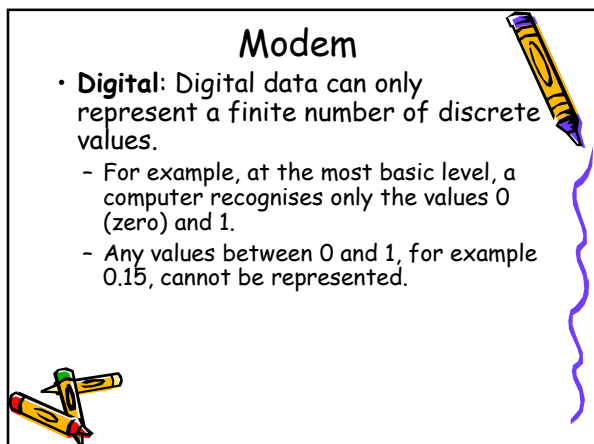 Modem
• Digital: Digital data can only
represent a finite number of discrete
values.
– For example, at the most basic level, a
computer recognises only the values 0
(zero) and 1.
– Any values between 0 and 1, for example
0.15, cannot be represented.